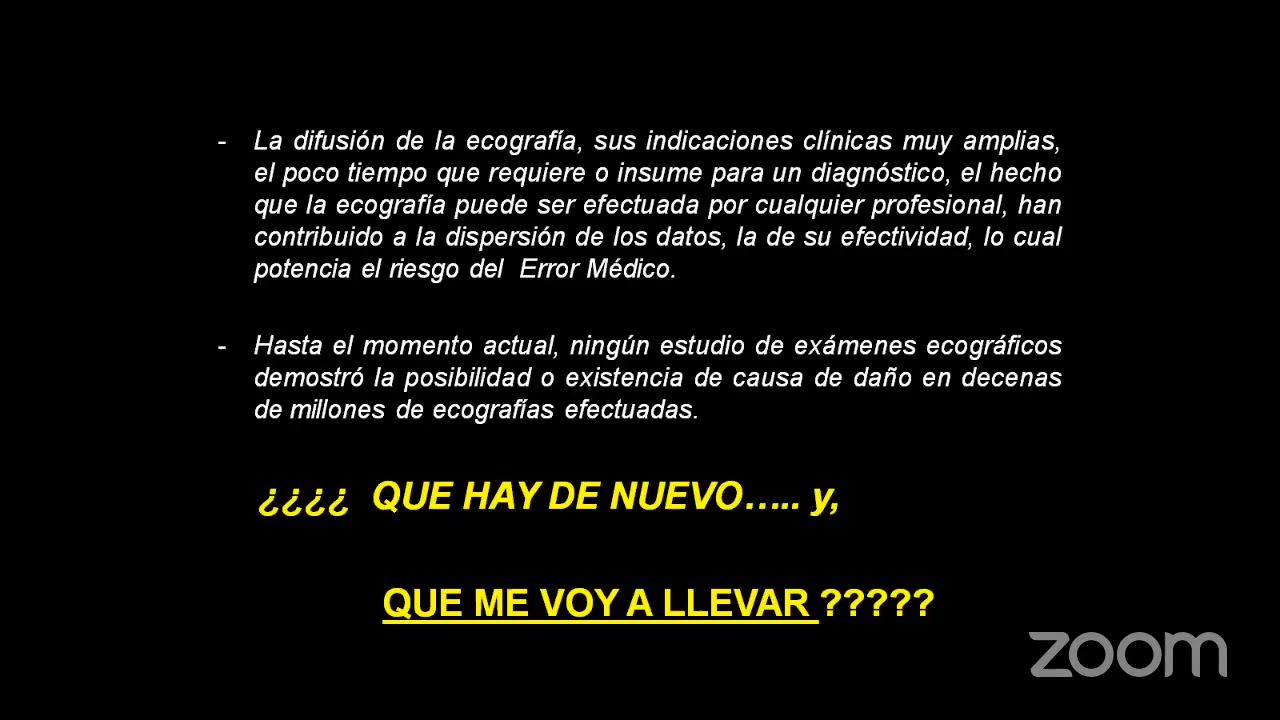 - La difusión de la ecografía, sus indicaciones clínicas muy amplias,
el poco tiempo que requiere o insume para un diagnóstico, el hecho
que la ecografía puede ser efectuada por cualquier profesional, han
contribuido a la dispersión de los datos, la de su efectividad, lo cual
potencia el riesgo del  Error Médico.
- Hasta el momento actual, ningún estudio de exámenes ecográficos
demostró la posibilidad o existencia de causa de daño en decenas
de millones de ecografías efectuadas.
¿¿¿¿  QUE HAY DE NUEVO….. y,
QUE ME VOY A LLEVAR ?????
zoom